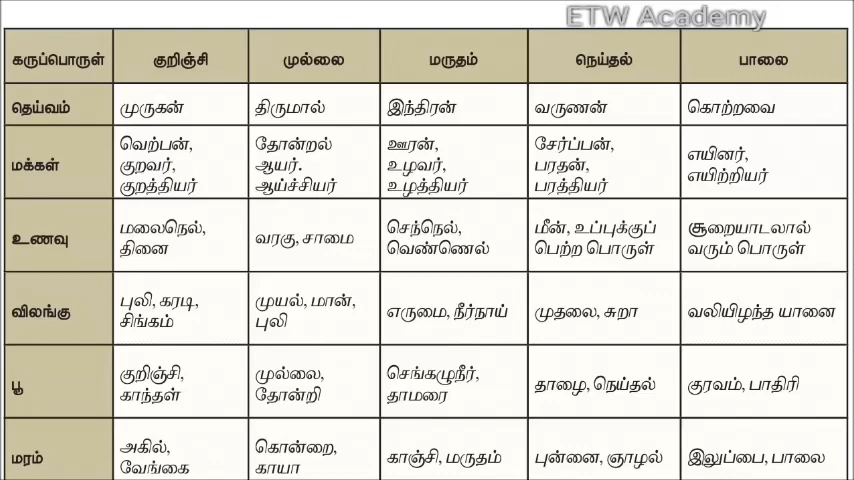 ETW Academy
கருப்பொருள் குறிஞ்சி முல்லை மருதம் நெய்தல் பாலை
தெய்வம் முருகன் திருமால் இந்திரன் வருணன் கொற்றவை
மக்கள்
வெற்பன்,
குறவர்,
குறத்தியர்
தோன்றல்
ஆயர்.
ஆய்ச்சியர்
ஊரன்,
உழவர்,
உழத்தியர்
சேர்ப்பன்,
பரதன்,
பரத்தியர்
எயினர்,
எயிற்றியர்
உணவு
மலைநெல்,
தினை
வரகு, சாமை
செந்நெல்,
வெண்ணெல்
மீன், உப்புக்குப்
பெற்ற பொருள்
சூறையாடலால்
வரும் பொருள்
விலங்கு
புலி, கரடி,
சிங்கம்
முயல், மான்,
புலி
எருமை, நீர்நாய்
முதலை, சுறா
வலியிழந்த யானை
பூ
குறிஞ்சி,
காந்தள்
முல்லை,
தோன்றி
செங்கழுநீர்,
தாமரை
தாழை, நெய்தல்
குரவம், பாதிரி
மரம்
அகில்,
வேங்கை
கொன்றை,
காயா
காஞ்சி, மருதம்
புன்னை, ஞாழல்
இலுப்பை, பாலை